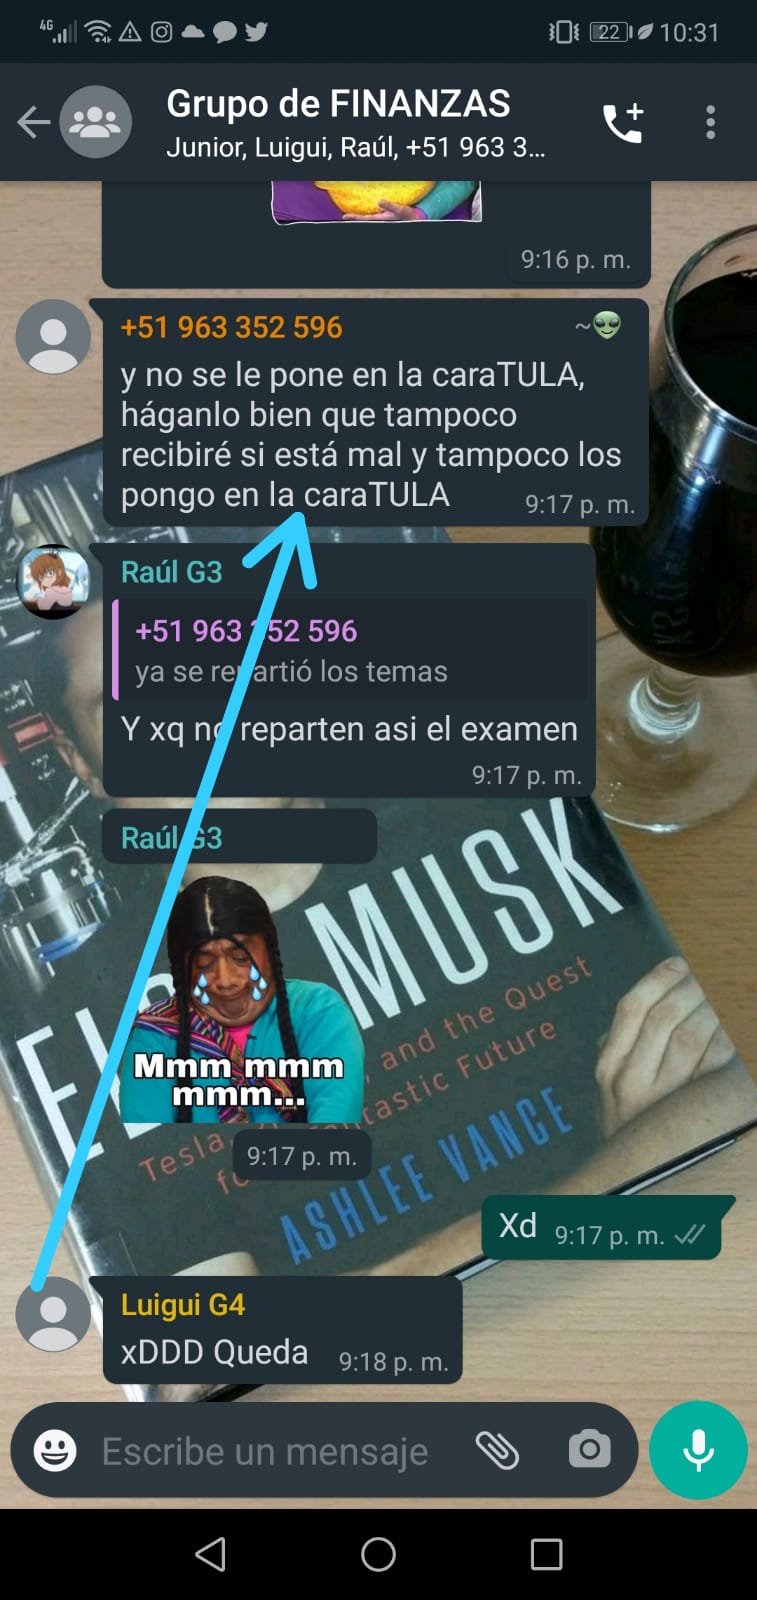 4G 22 10:31
Grupo de FINANZAS
Junior, Luigui, Raúl, +51 963 3...
9:16 p. m.
+51 963 352 596 ~👽
y no se le pone en la caraTULA,
háganlo bien que tampoco
recibiré si está mal y tampoco los
pongo en la caraTULA 9:17 p. m.
Raúl G3
+51 963 352 596
ya se repartió los temas
Y xq no reparten asi el examen
9:17 p. m.
Raúl G3
MUSK
Mmm mmm
mmm...
, and the Quest
Tesla
Fantastic Future
9:17 p. m.
ASHLEE VANCE
Xd 9:17 p. m.
Luigui G4
xDDD Queda 9:18 p. m.
Escribe un mensaje